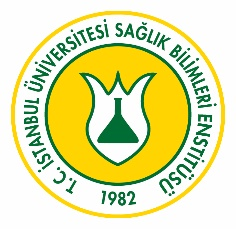 T.C. İSTANBUL ÜNİVERSİTESİ SAĞLIK BİLİMLERİ ENSTİTÜSÜ
1982